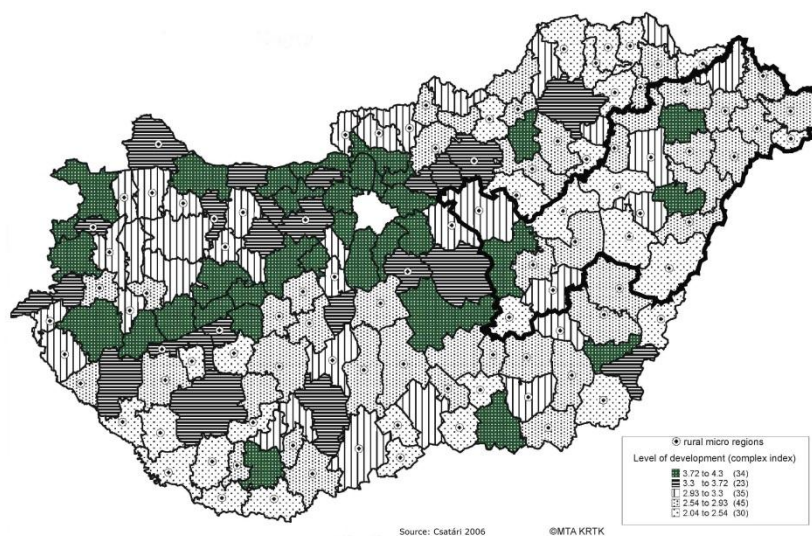 rural micro regions
Level of development (complex index)
3.72 to 4.3 (34)
3.3 to 3.72 (23)
2.93 to 3.3 (35)
2.54 to 2.93 (45)
2.04 to 2.54 (30)
Source: Csatári 2006 ©MTA KRTK